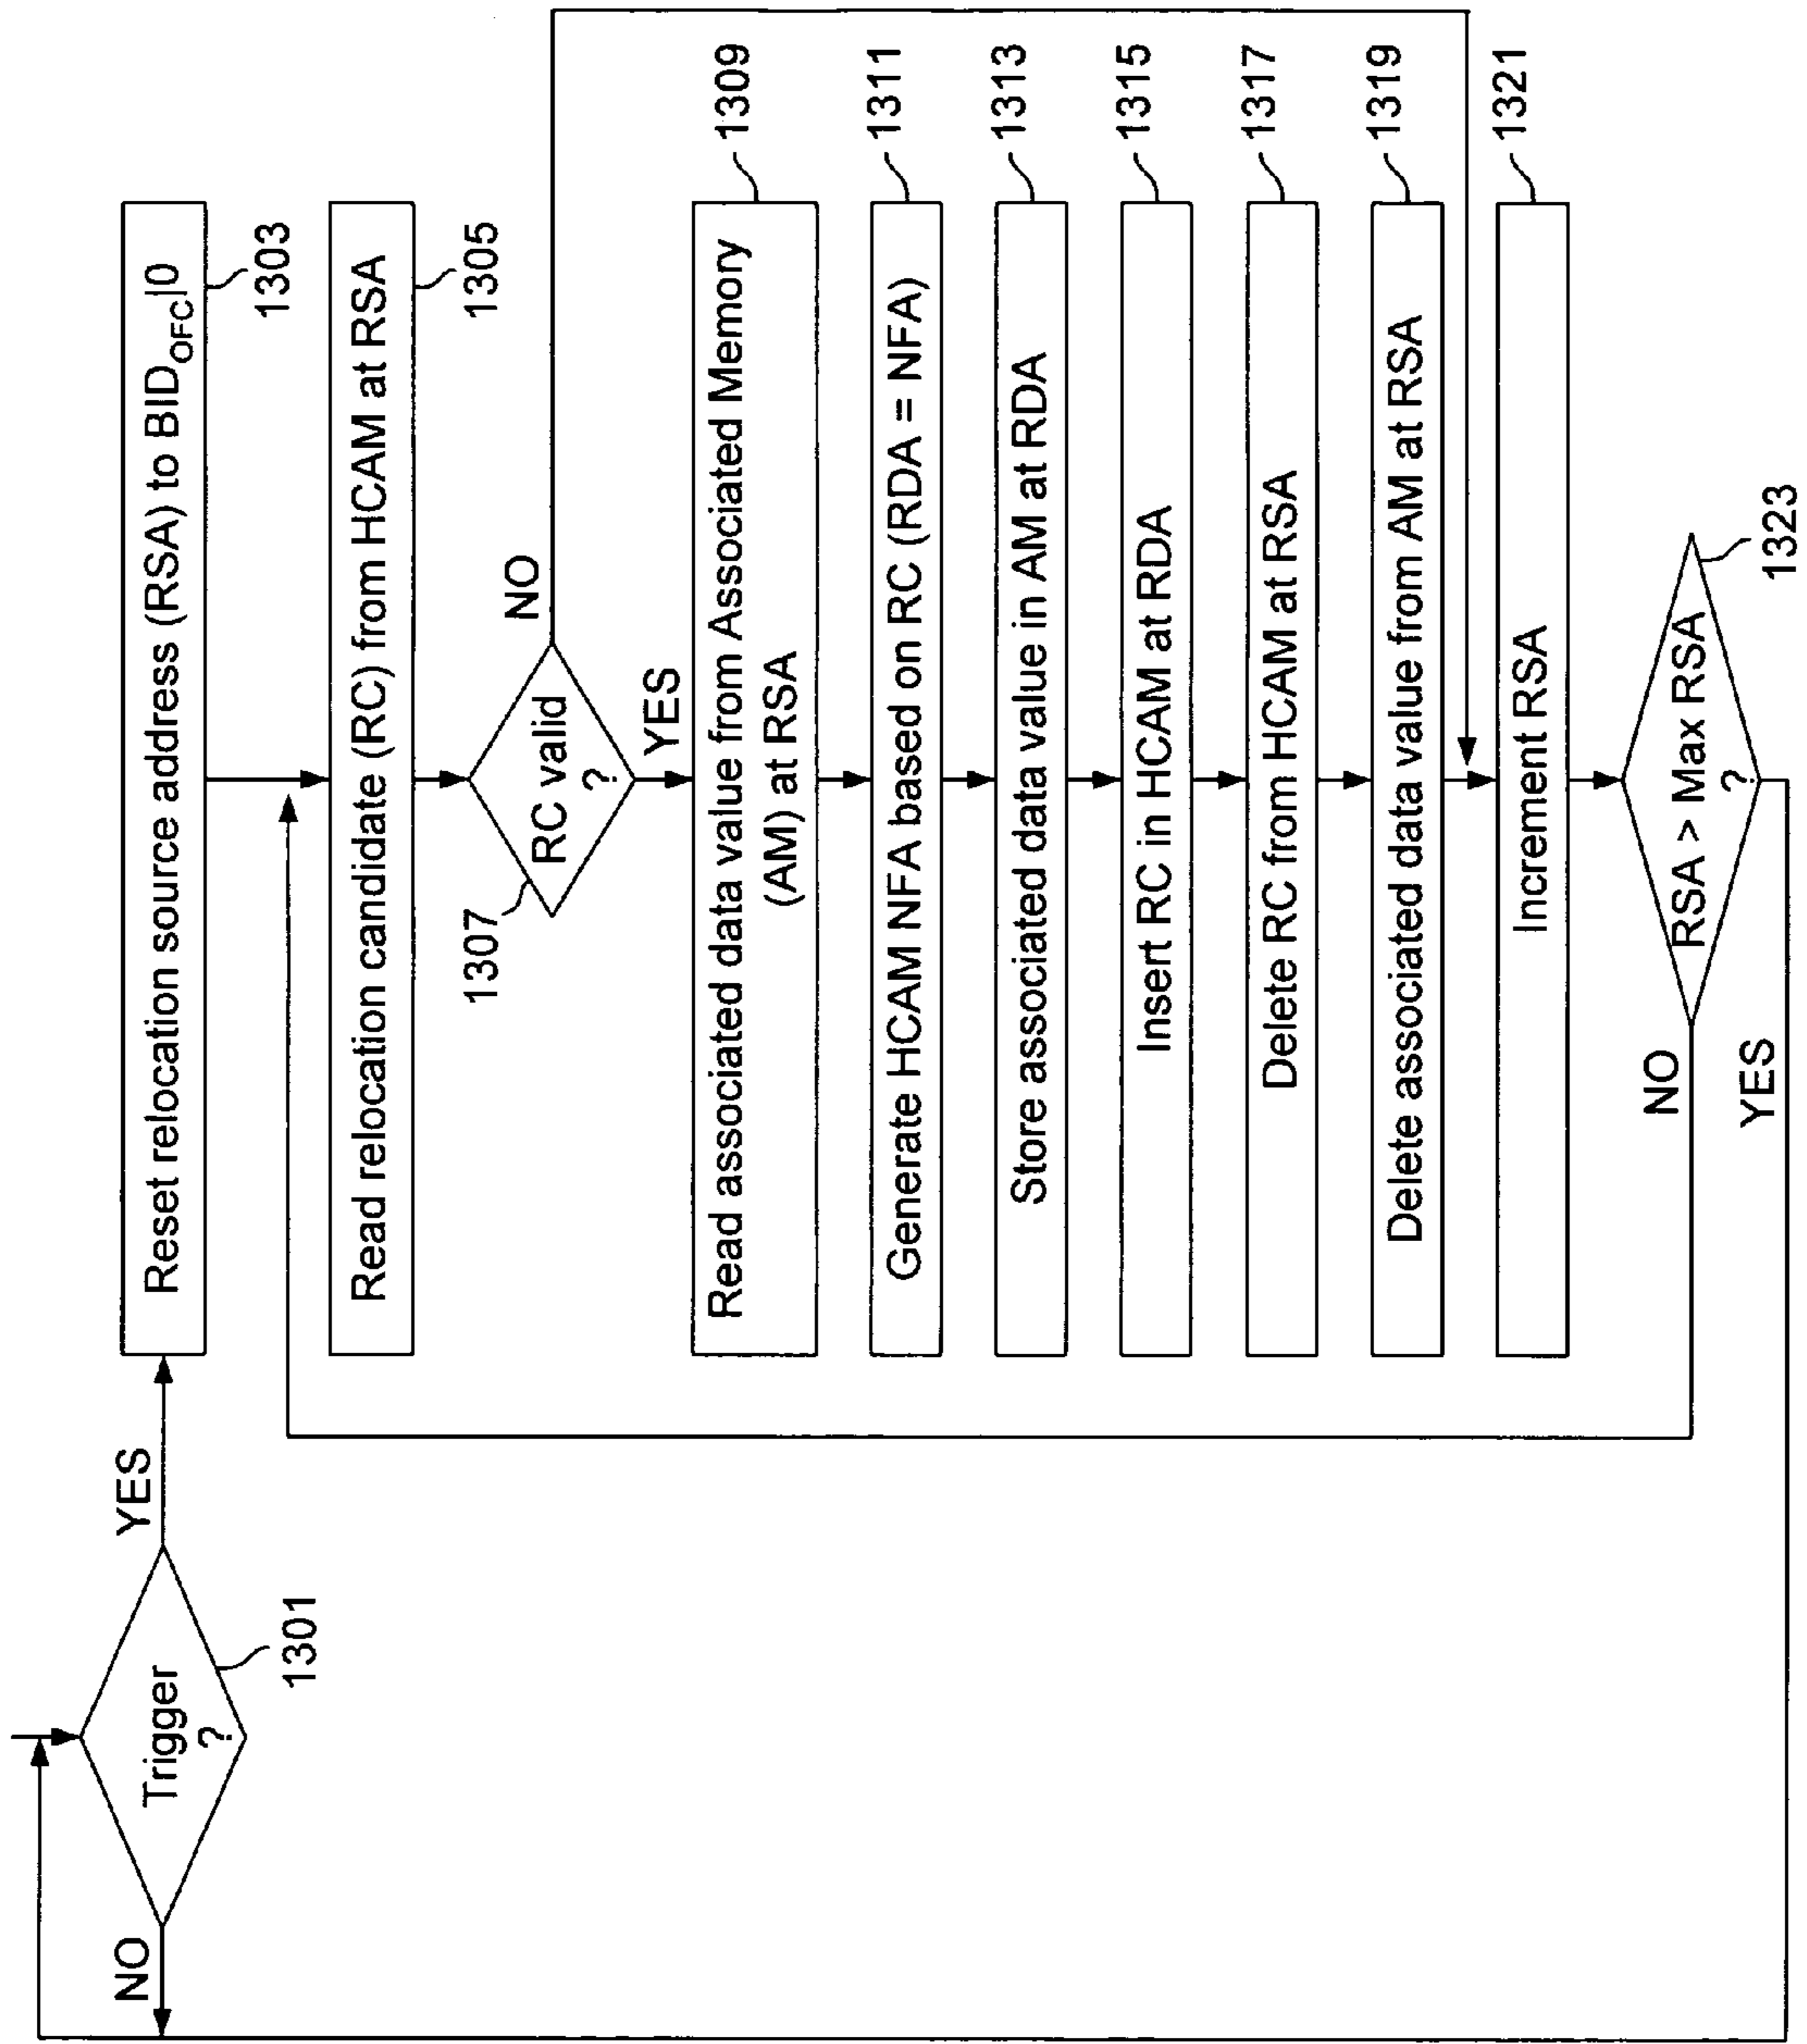 Trigger
?
1301
YES
NO
Reset relocation source address (RSA) to BID_OFC|0
1303
Read relocation candidate (RC) from HCAM at RSA
1305
RC valid
?
1307
NO
YES
Read associated data value from Associated Memory
(AM) at RSA
1309
Generate HCAM NFA based on RC (RDA = NFA)
1311
Store associated data value in AM at RDA
1313
Insert RC in HCAM at RDA
1315
Delete RC from HCAM at RSA
1317
Delete associated data value from AM at RSA
1319
Increment RSA
1321
RSA > Max RSA
?
1323
NO
YES